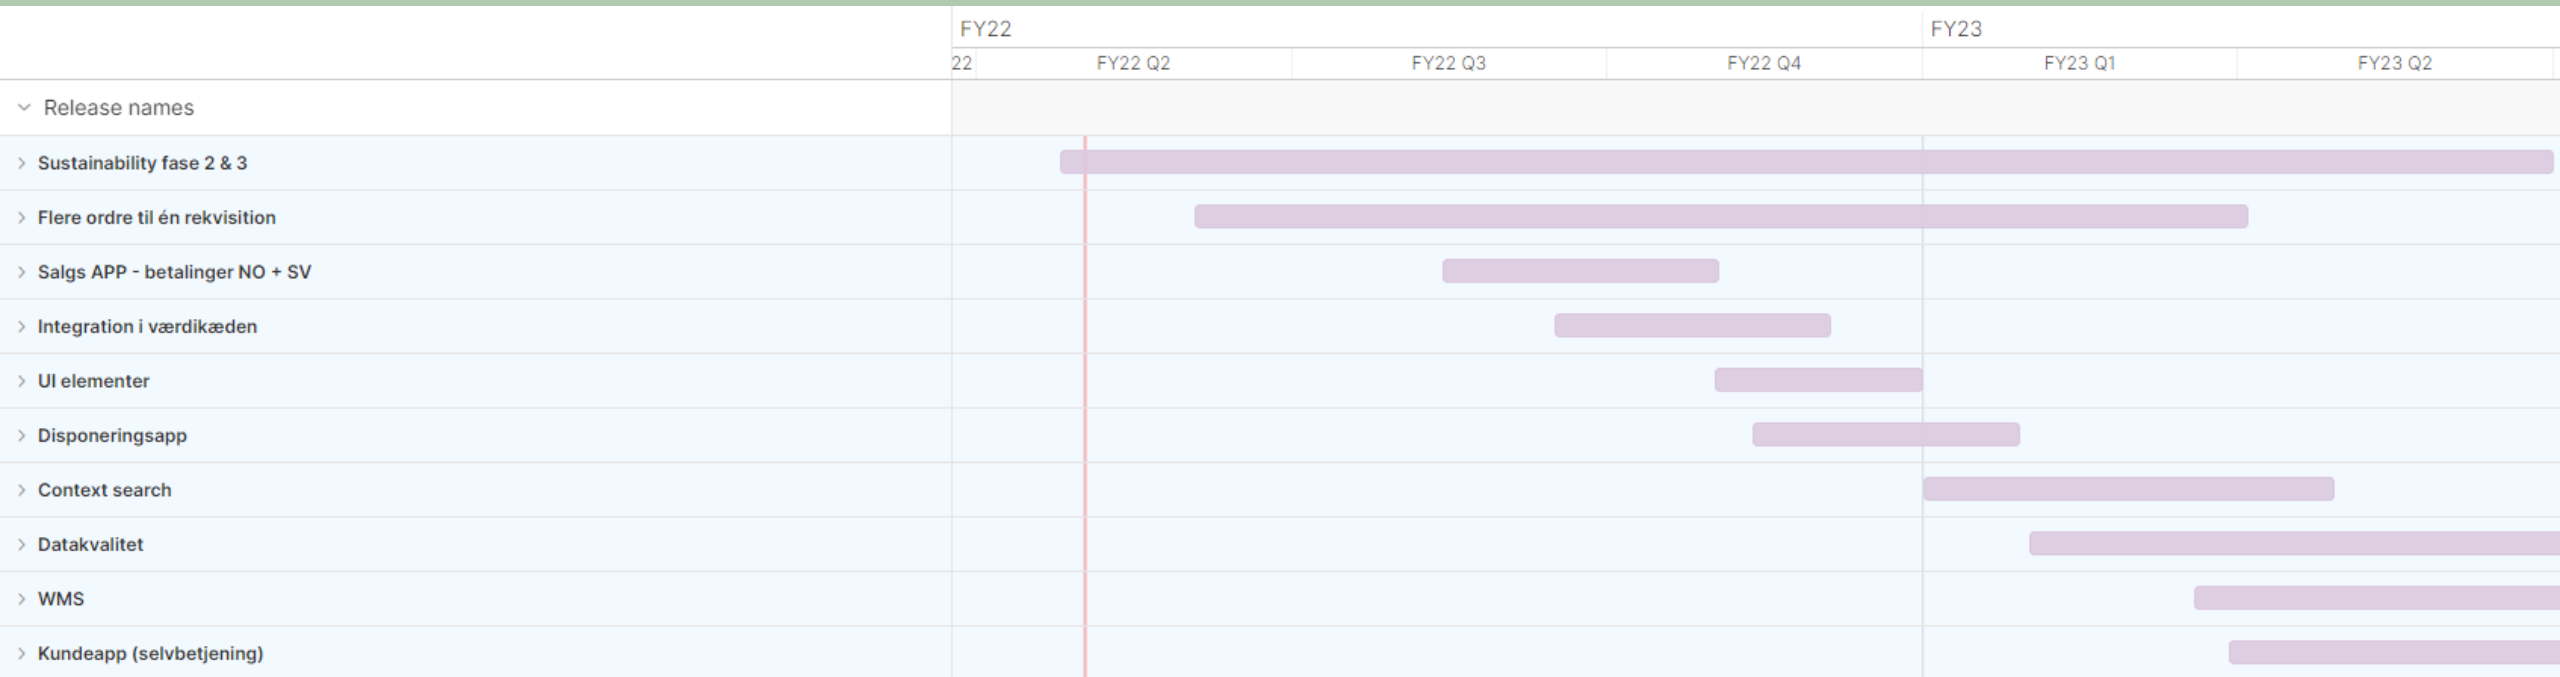 FY22
FY23
22
FY22 Q2
FY22 Q3
FY22 Q4
FY23 Q1
FY23 Q2
Release names
Sustainability fase 2 & 3
Flere ordre til én rekvisition
Salgs APP - betalinger NO + SV
Integration i værdikæden
UI elementer
Disponeringsapp
Context search
Datakvalitet
WMS
Kundeapp (selvbetjening)